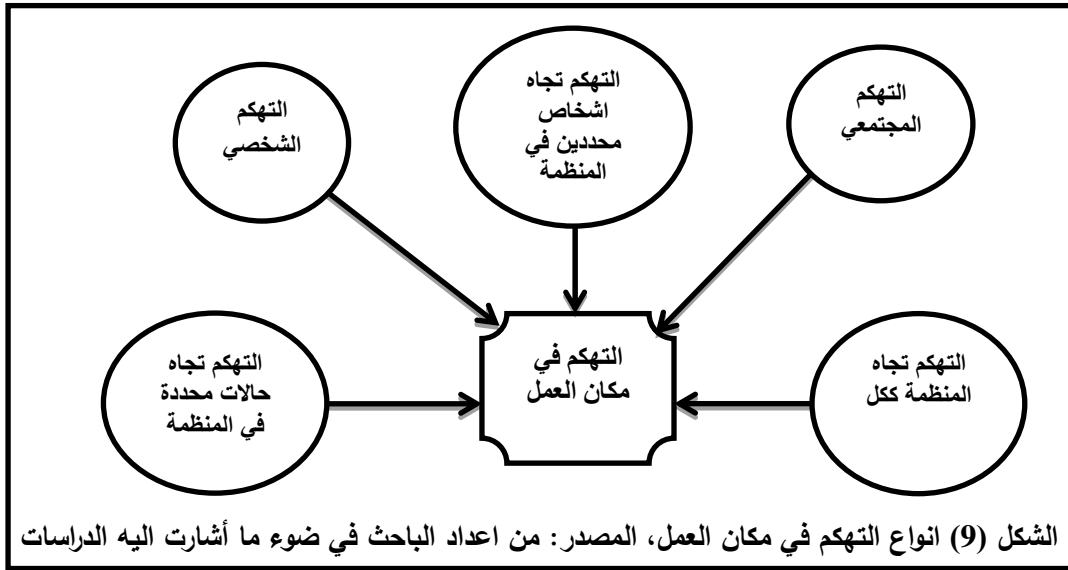 التهكم
المجتمعي
التهكم تجاه
اشخاص
محددين في
المنظمة
التهكم
الشخصي
التهكم تجاه
المنظمة ككل
التهكم في
مكان العمل
التهكم تجاه
حالات محددة
في المنظمة
الشكل (9) انواع التهكم في مكان العمل، المصدر: من اعداد الباحث في ضوء ما أشارت اليه الدراسات